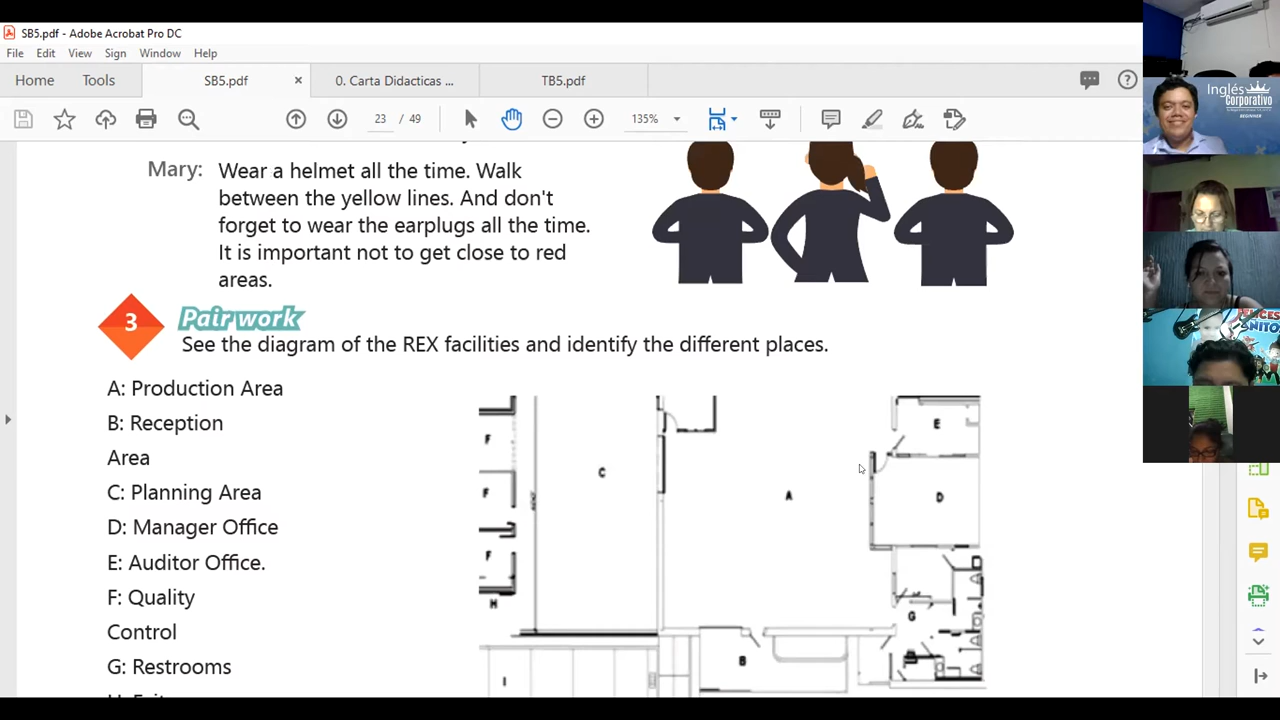 SB5.pdf - Adobe Acrobat Pro DC
File Edit View Sign Window Help
Home Tools SB5.pdf × 0. Carta Didacticas ... TB5.pdf
23 / 49 135%
Mary: Wear a helmet all the time. Walk
between the yellow lines. And don't
forget to wear the earplugs all the time.
It is important not to get close to red
areas.
3 Pair work
See the diagram of the REX facilities and identify the different places.
A: Production Area
B: Reception
Area
C: Planning Area
D: Manager Office
E: Auditor Office.
F: Quality
Control
G: Restrooms
F
E
C
F
A
D
F
H
G
B
I
Inglés
Corporativo
BEGINNER